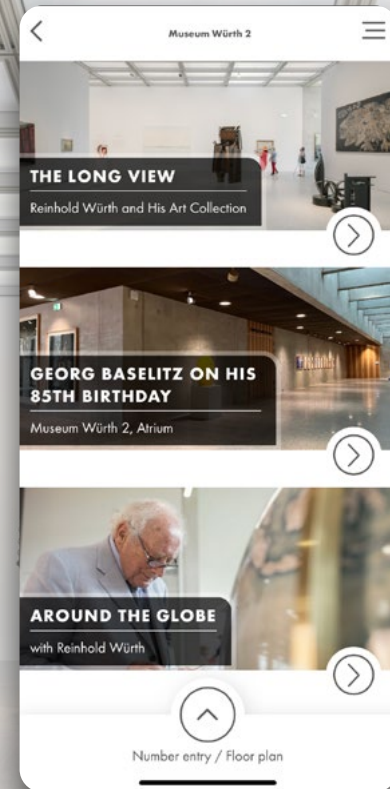 Museum Würth 2
THE LONG VIEW
Reinhold Würth and His Art Collection
GEORG BASELITZ ON HIS
85TH BIRTHDAY
Museum Würth 2, Atrium
AROUND THE GLOBE
with Reinhold Würth
Number entry / Floor plan